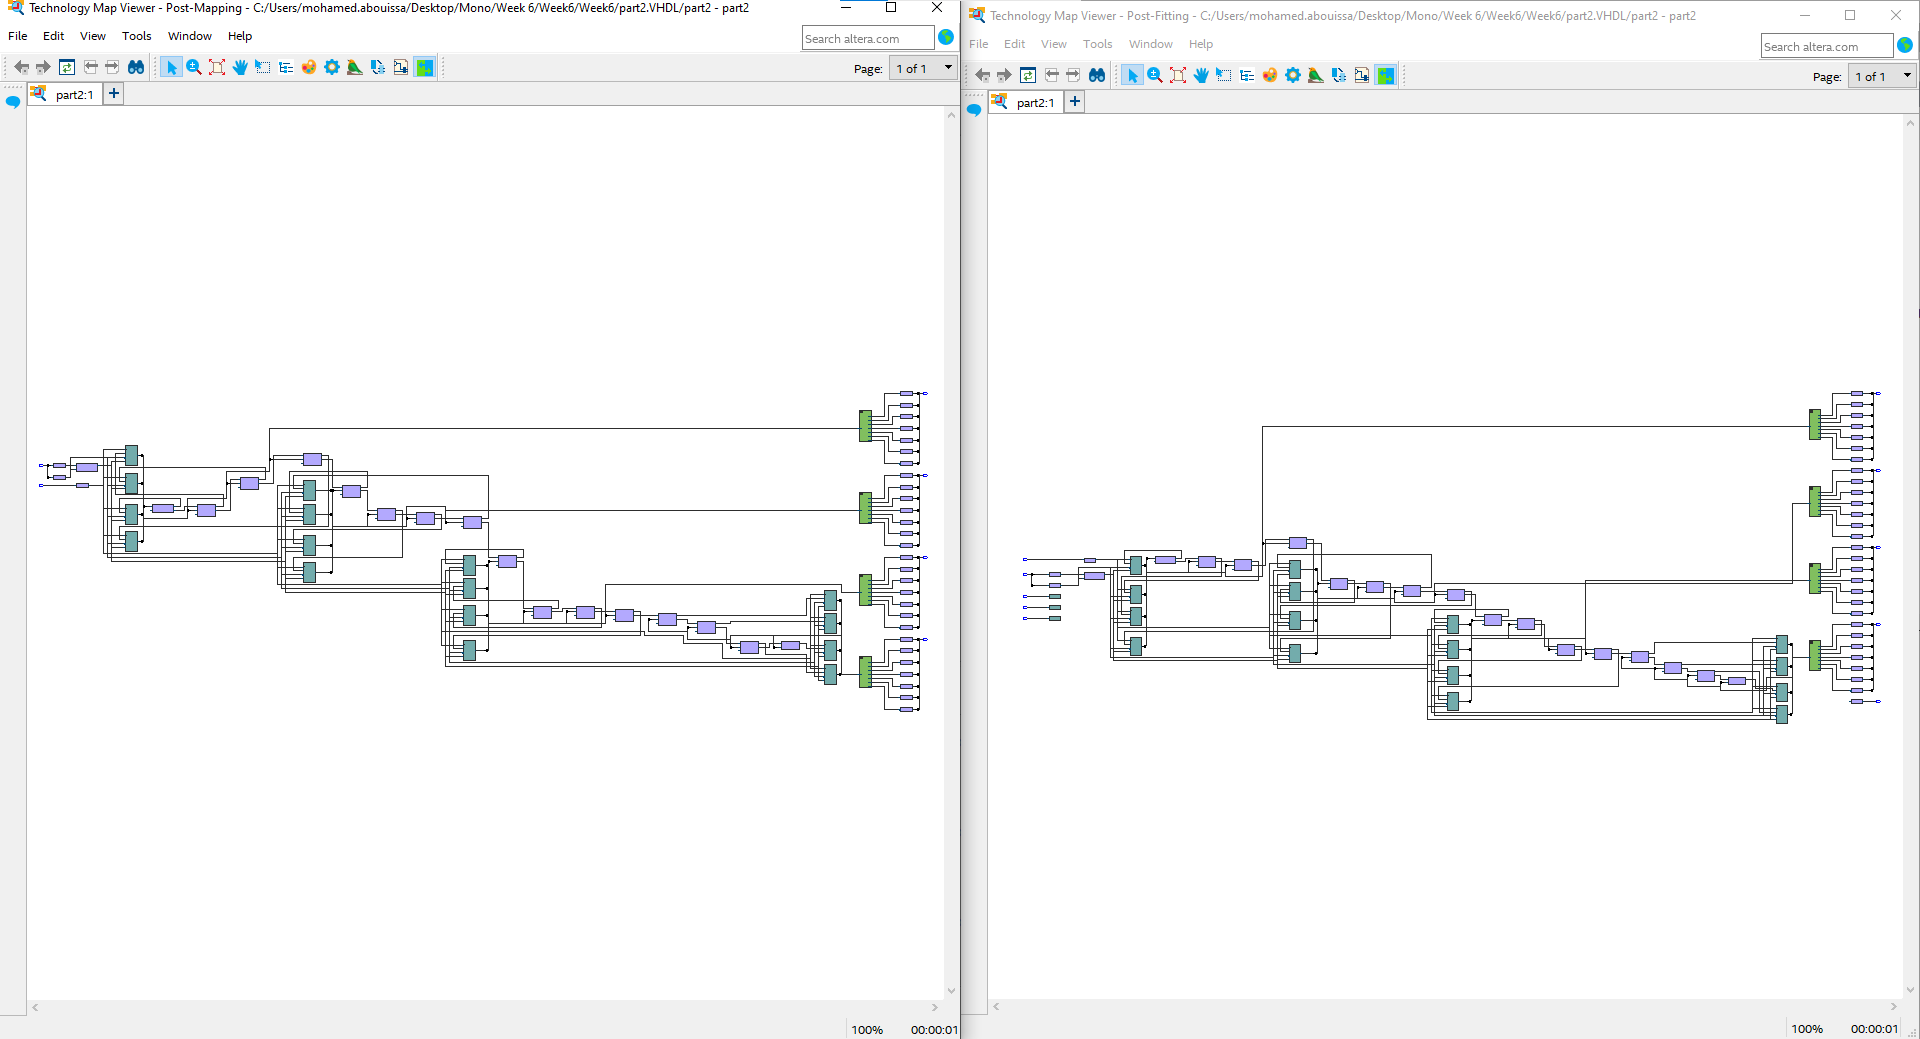 Technology Map Viewer - Post-Mapping - C:/Users/mohamed.abouissa/Desktop/Mono/Week 6/Week6/Week6/part2.VHDL/part2 - part2
File Edit View Tools Window Help
Search altera.com
Page: 1 of 1
part2:1
100% 00:00:01
Technology Map Viewer - Post-Fitting - C:/Users/mohamed.abouissa/Desktop/Mono/Week 6/Week6/Week6/part2.VHDL/part2 - part2
File Edit View Tools Window Help
Search altera.com
Page: 1 of 1
part2:1
100% 00:00:01